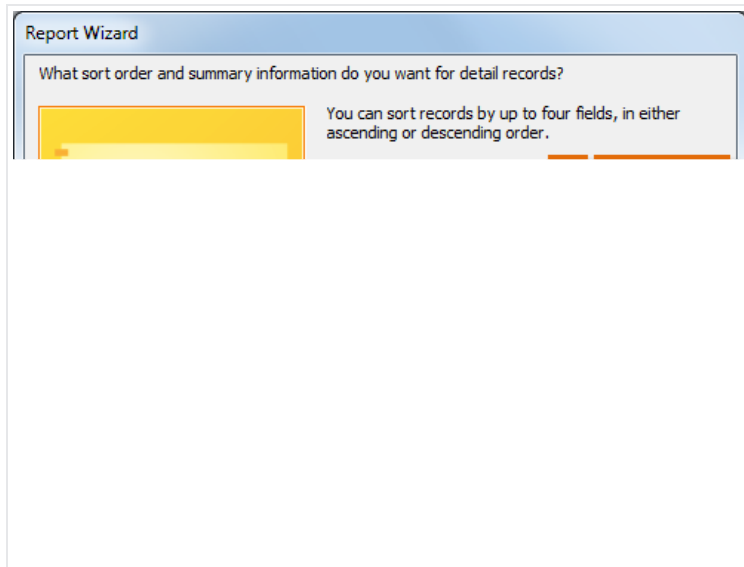 Report Wizard
What sort order and summary information do you want for detail records?
You can sort records by up to four fields, in either
ascending or descending order.